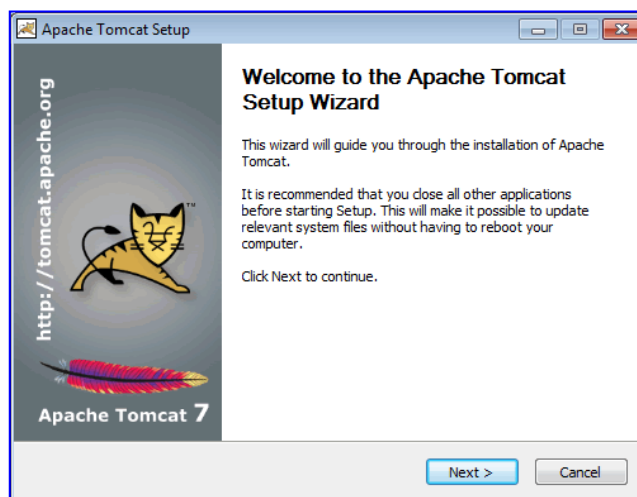 Apache Tomcat Setup
http://tomcat.apache.org
TM
Apache Tomcat 7
Welcome to the Apache Tomcat
Setup Wizard
This wizard will guide you through the installation of Apache
Tomcat.
It is recommended that you close all other applications
before starting Setup. This will make it possible to update
relevant system files without having to reboot your
computer.
Click Next to continue.
Next >
Cancel